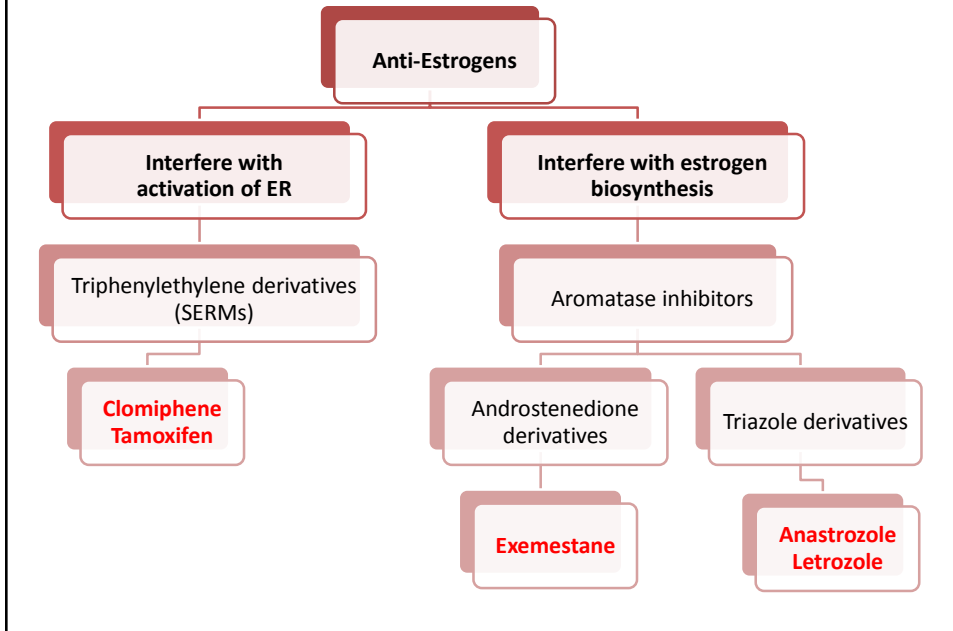 Anti-Estrogens
Interfere with
activation of ER
Interfere with estrogen
biosynthesis
Triphenylethylene derivatives
(SERMs)
Aromatase inhibitors
Clomiphene
Tamoxifen
Androstenedione
derivatives
Triazole derivatives
Exemestane
Anastrozole
Letrozole